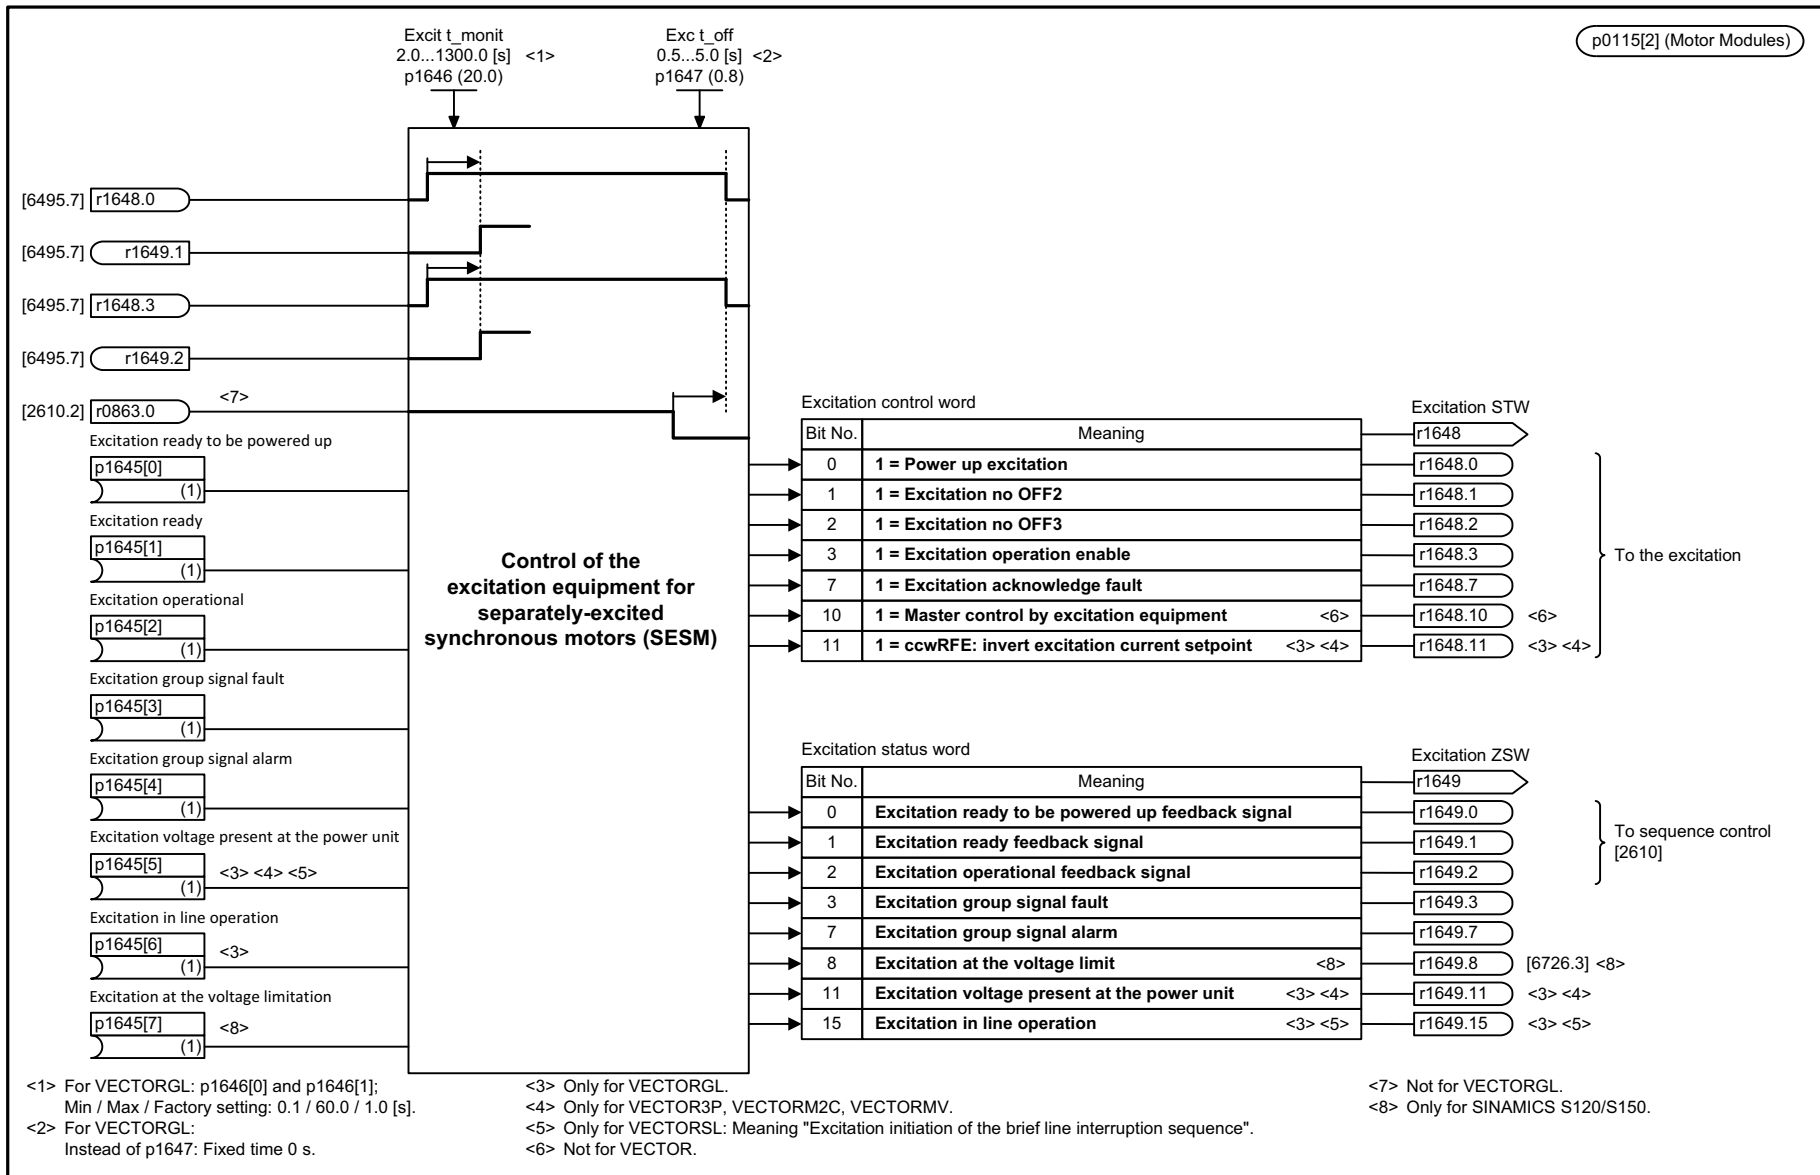 Excit t_monit
2.0...1300.0 [s] <1>
p1646 (20.0)
Exc t_off
0.5...5.0 [s] <2>
p1647 (0.8)
p0115[2] (Motor Modules)
[6495.7] r1648.0
[6495.7] r1649.1
[6495.7] r1648.3
[6495.7] r1649.2
[2610.2] r0863.0 <7>
Excitation ready to be powered up
p1645[0]
(1)
Excitation ready
p1645[1]
(1)
Excitation operational
p1645[2]
(1)
Excitation group signal fault
p1645[3]
(1)
Excitation group signal alarm
p1645[4]
(1)
Excitation voltage present at the power unit
p1645[5] <3> <4> <5>
(1)
Excitation in line operation
p1645[6] <3>
(1)
Excitation at the voltage limitation
p1645[7] <8>
(1)
Control of the
excitation equipment for
separately-excited
synchronous motors (SESM)
Excitation control word
Excitation STW
Bit No. Meaning r1648
0 1 = Power up excitation r1648.0
1 1 = Excitation no OFF2 r1648.1
2 1 = Excitation no OFF3 r1648.2
3 1 = Excitation operation enable r1648.3
7 1 = Excitation acknowledge fault r1648.7
10 1 = Master control by excitation equipment <6> r1648.10 <6>
11 1 = ccwRFE: invert excitation current setpoint <3> <4> r1648.11 <3> <4>
To the excitation
Excitation status word
Excitation ZSW
Bit No. Meaning r1649
0 Excitation ready to be powered up feedback signal r1649.0
1 Excitation ready feedback signal r1649.1
2 Excitation operational feedback signal r1649.2
3 Excitation group signal fault r1649.3
7 Excitation group signal alarm r1649.7
8 Excitation at the voltage limit <8> r1649.8 [6726.3] <8>
11 Excitation voltage present at the power unit <3> <4> r1649.11 <3> <4>
15 Excitation in line operation <3> <5> r1649.15 <3> <5>
To sequence control
[2610]
<1> For VECTORGL: p1646[0] and p1646[1];
Min / Max / Factory setting: 0.1 / 60.0 / 1.0 [s].
<2> For VECTORGL:
Instead of p1647: Fixed time 0 s.
<3> Only for VECTORGL.
<4> Only for VECTOR3P, VECTORM2C, VECTORMV.
<5> Only for VECTORSL: Meaning "Excitation initiation of the brief line interruption sequence".
<6> Not for VECTOR.
<7> Not for VECTORGL.
<8> Only for SINAMICS S120/S150.